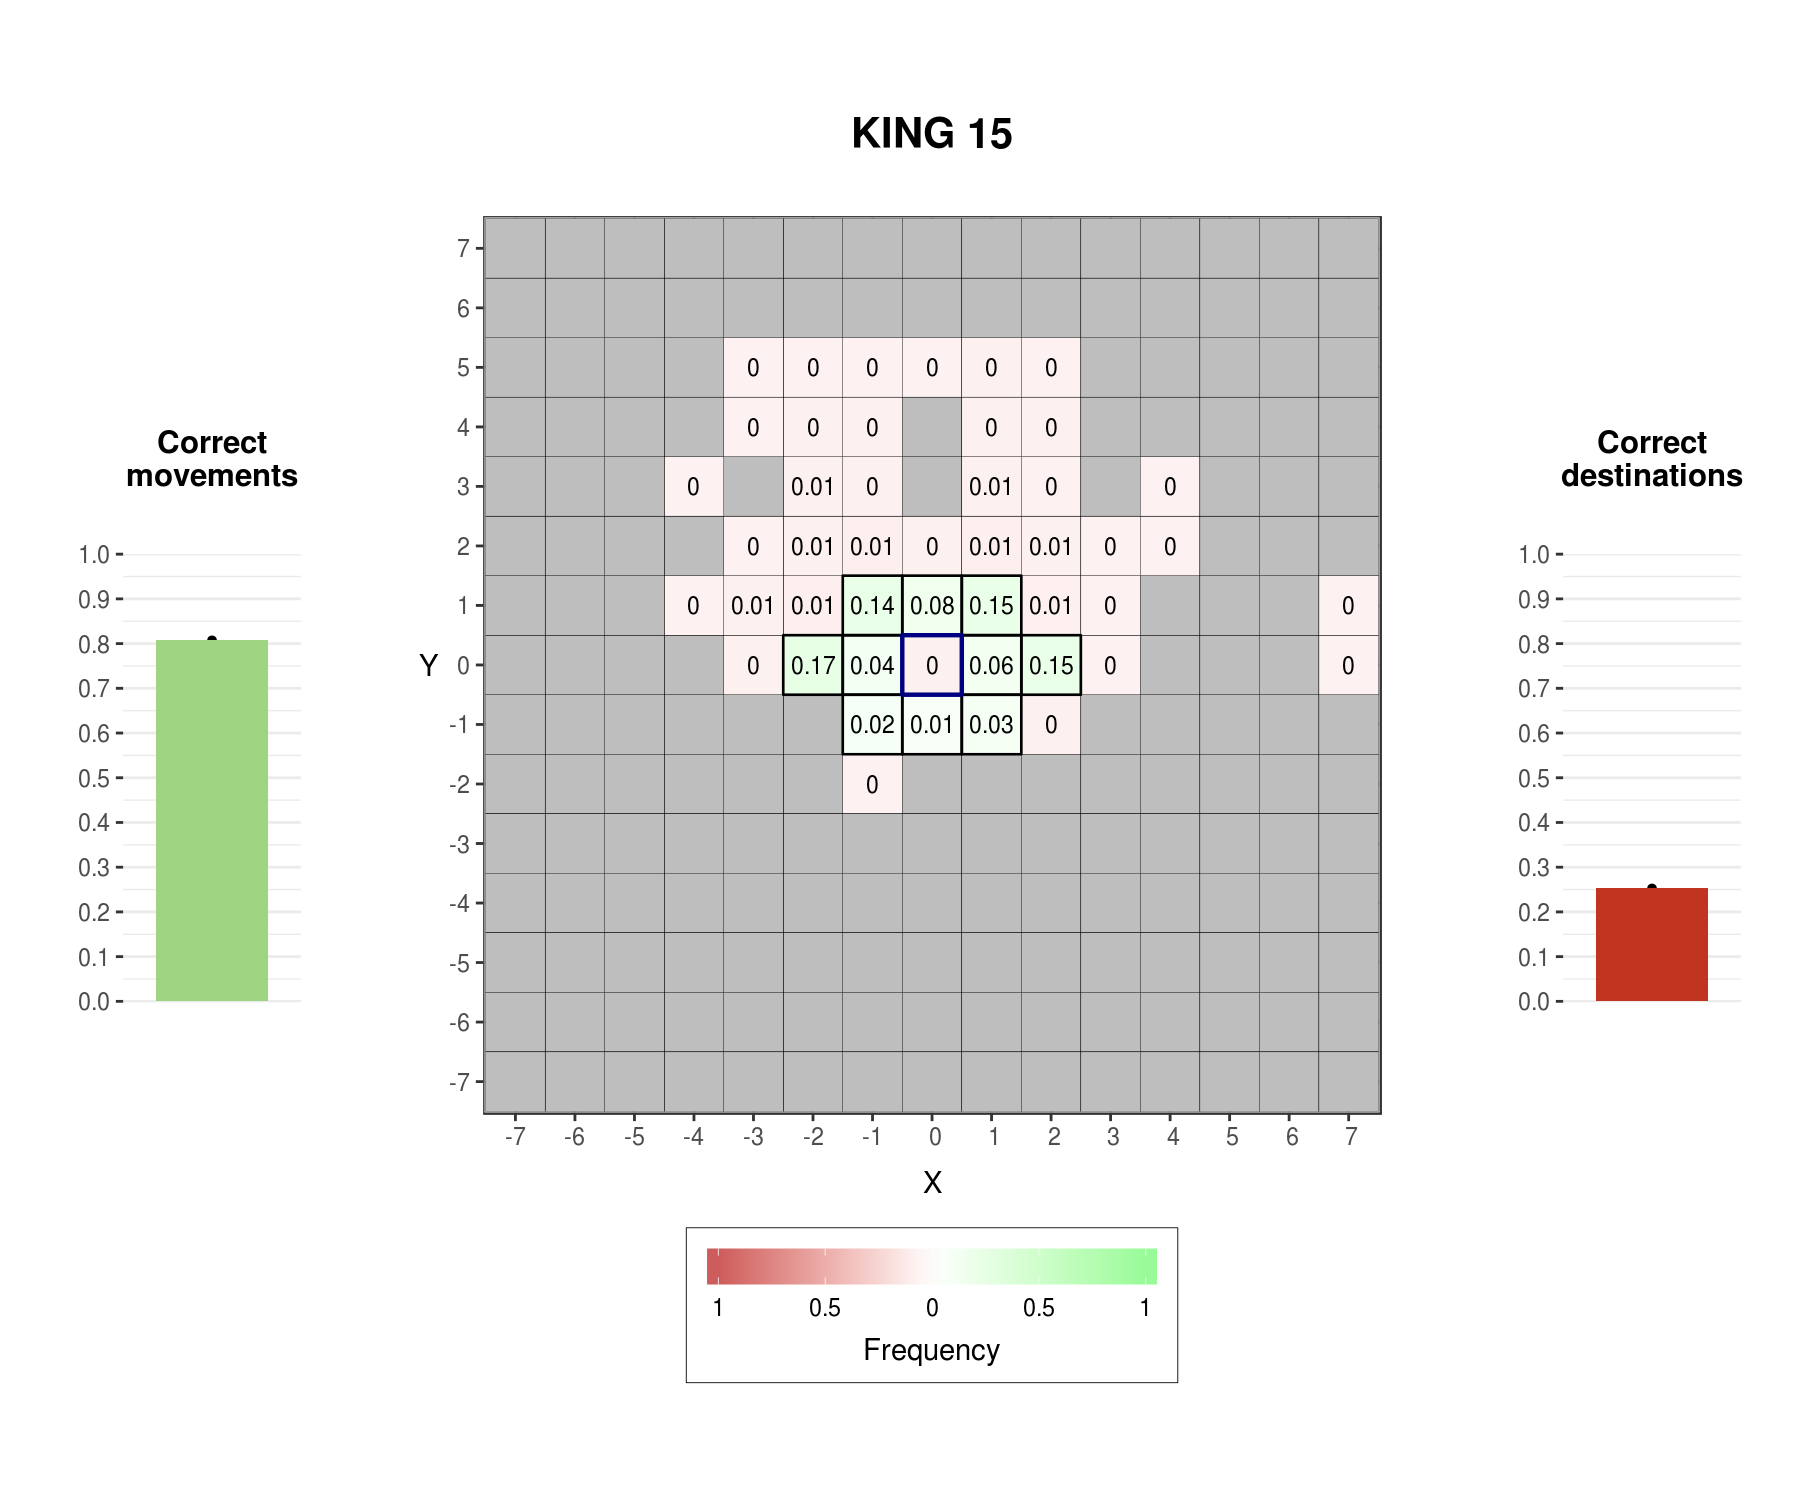 KING 15
Correct
movements
1.0
0.9
0.8
0.7
0.6
0.5
0.4
0.3
0.2
0.1
0.0
Y
7
6
5 0 0 0 0 0 0
4 0 0 0 0 0
3 0 0.01 0 0.01 0 0
2 0 0.01 0.01 0 0.01 0.01 0 0
1 0 0.01 0.01 0.14 0.08 0.15 0.01 0 0
0 0 0.17 0.04 0 0.06 0.15 0 0
-1 0.02 0.01 0.03 0
-2 0
-3
-4
-5
-6
-7
-7 -6 -5 -4 -3 -2 -1 0 1 2 3 4 5 6 7
X
1 0.5 0 0.5 1
Frequency
Correct
destinations
1.0
0.9
0.8
0.7
0.6
0.5
0.4
0.3
0.2
0.1
0.0